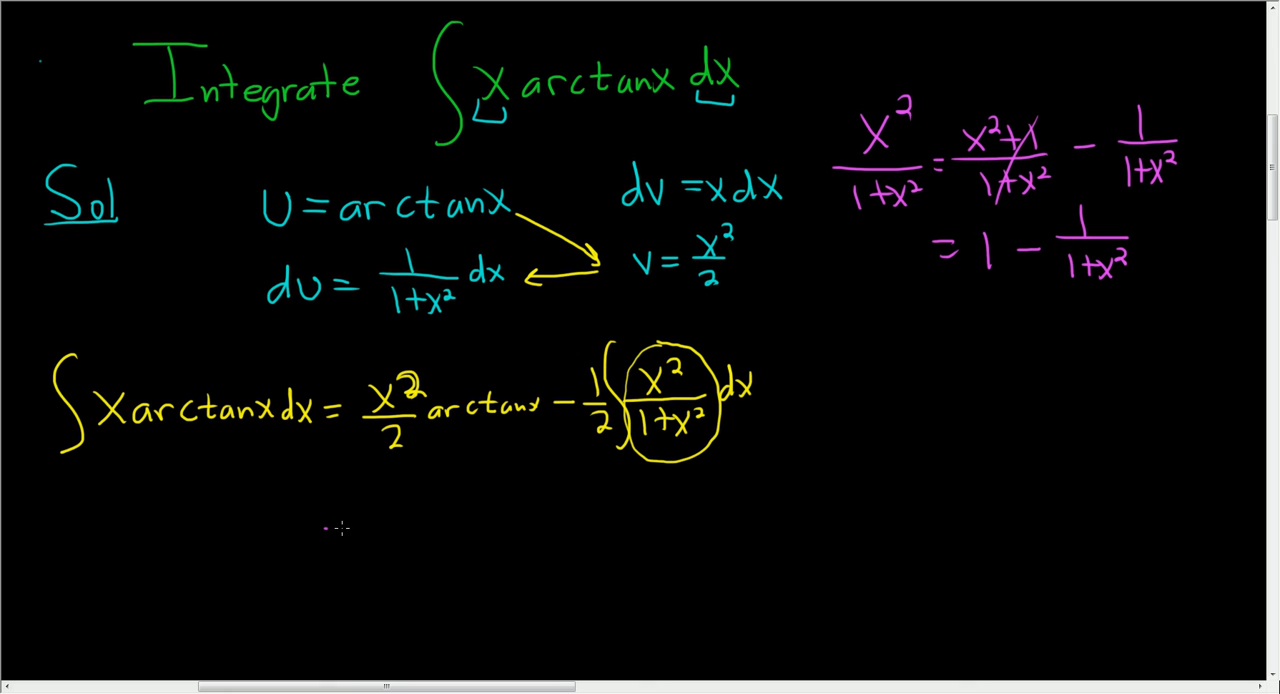 Integrate ∫ x arctanx dx
Sol
U = arctanx
dv = x dx
du = 1/(1+x²) dx
v = x²/2
∫ x arctanx dx = x²/2 arctanx - 1/2 ∫ x²/(1+x²) dx
x²/(1+x²) = (x²+1)/(1+x²) - 1/(1+x²)
= 1 - 1/(1+x²)